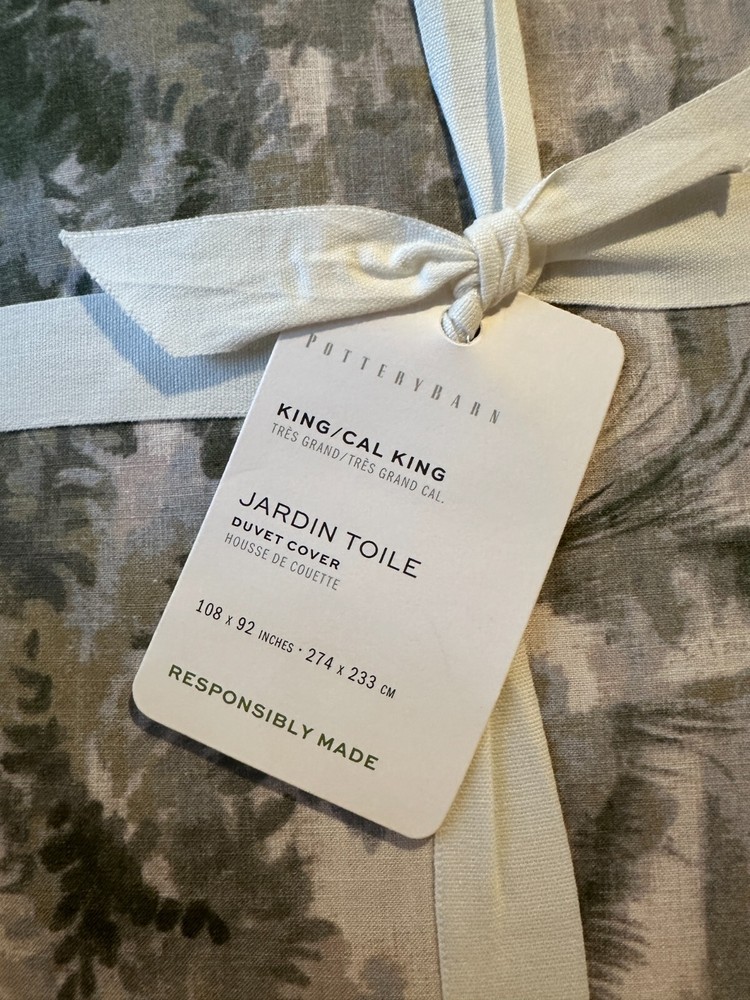 POTTERYBARN
KING/CAL KING
TRÈS GRAND/TRÈS GRAND CAL.
JARDIN TOILE
DUVET COVER
HOUSSE DE COUETTE
108 x 92 INCHES · 274 x 233 CM
RESPONSIBLY MADE